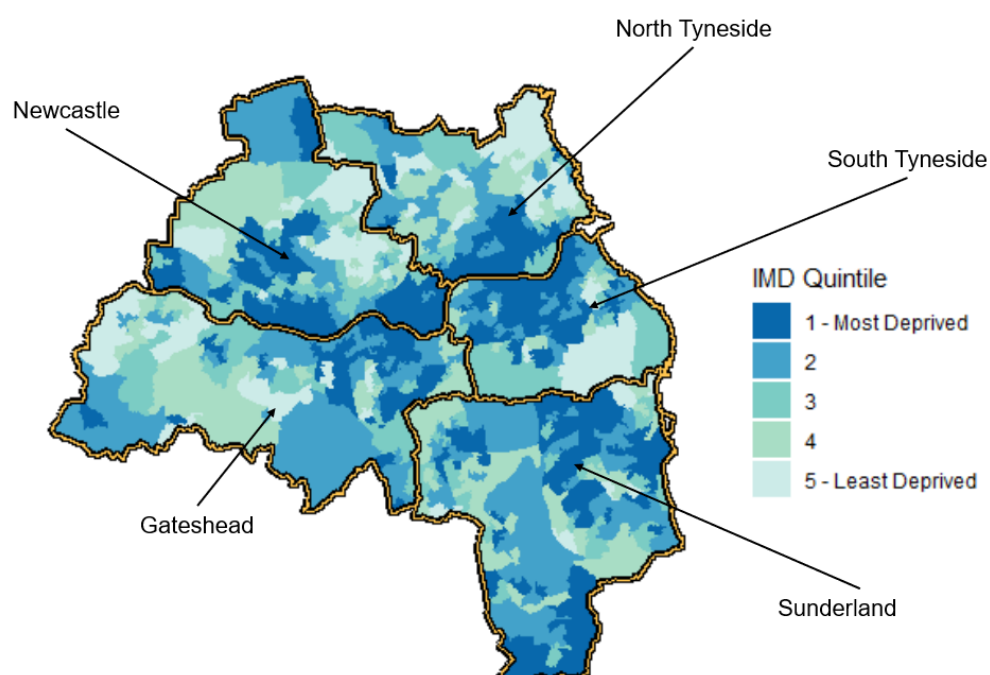 North Tyneside
Newcastle
South Tyneside
IMD Quintile
1 - Most Deprived
2
3
4
5 - Least Deprived
Gateshead
Sunderland